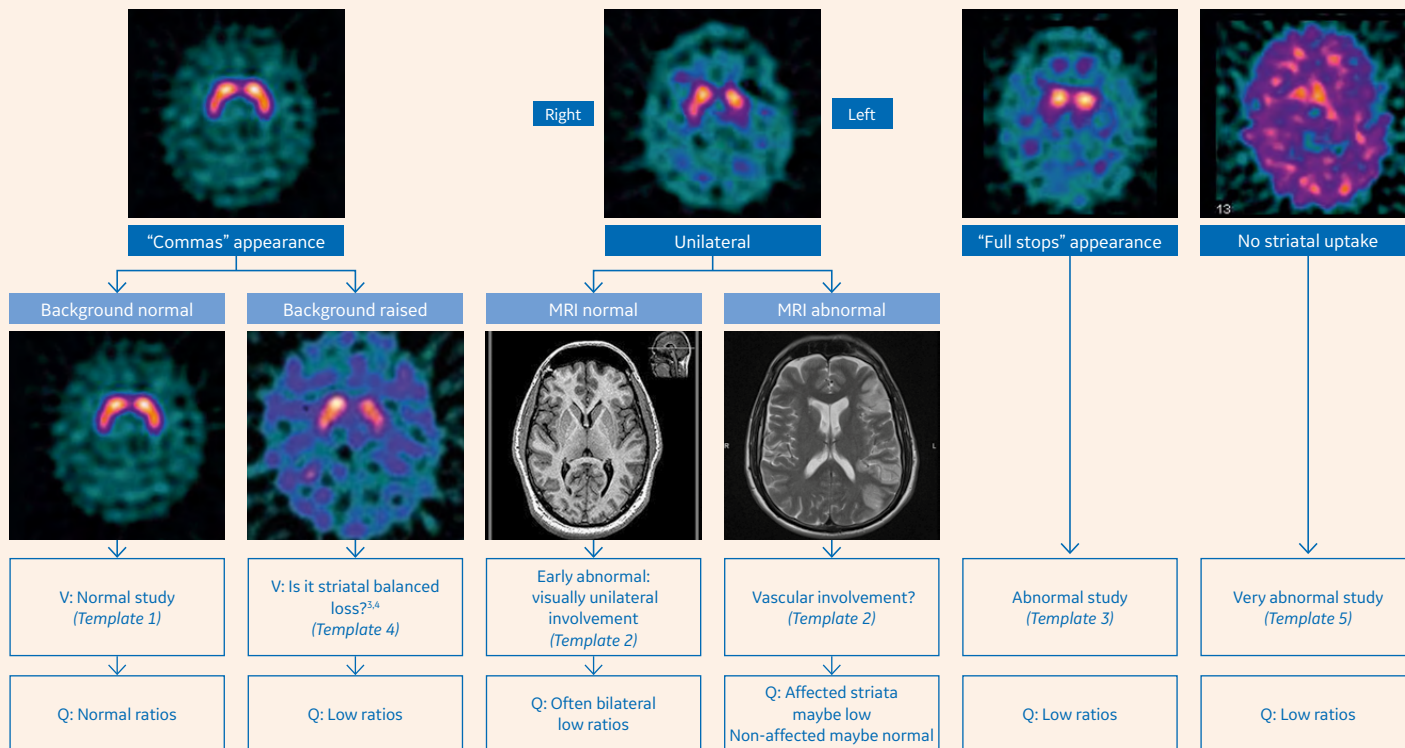 Right
Left
13
“Commas” appearance
Unilateral
“Full stops” appearance
No striatal uptake
Background normal
Background raised
MRI normal
MRI abnormal
R
L
V: Normal study
(Template 1)
V: Is it striatal balanced
loss?3,4
(Template 4)
Early abnormal:
visually unilateral
involvement
(Template 2)
Vascular involvement?
(Template 2)
Abnormal study
(Template 3)
Very abnormal study
(Template 5)
Q: Normal ratios
Q: Low ratios
Q: Often bilateral
low ratios
Q: Affected striata
maybe low
Non-affected maybe normal
Q: Low ratios
Q: Low ratios